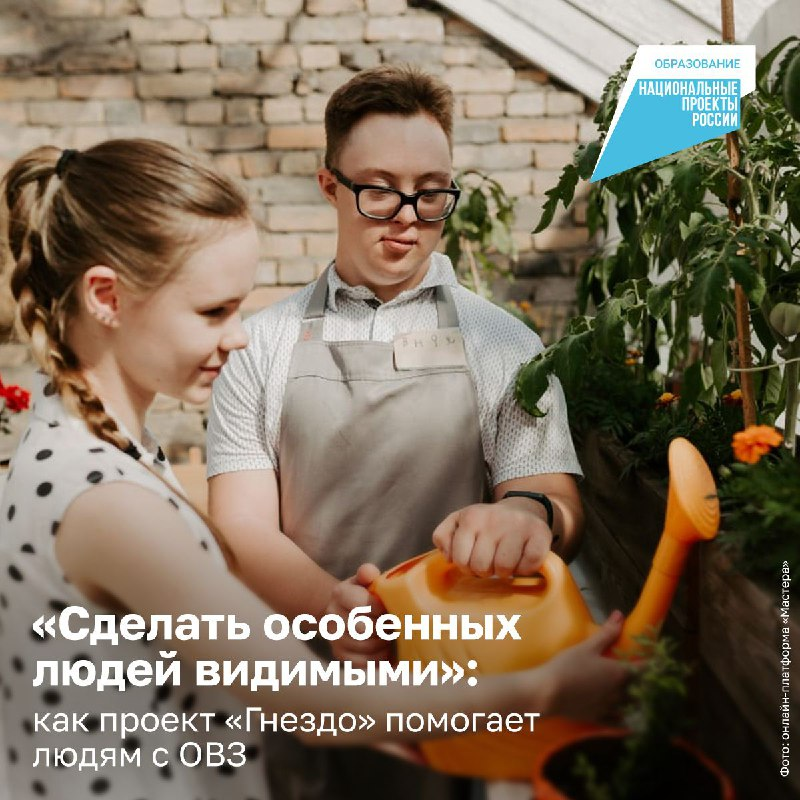 ОБРАЗОВАНИЕ
НАЦИОНАЛЬНЫЕ
ПРОЕКТЫ
РОССИИ
«Сделать особенных
людей видимыми»:
как проект «Гнездо» помогает
людям с ОВЗ
Фото: онлайн-платформа «Мастера»